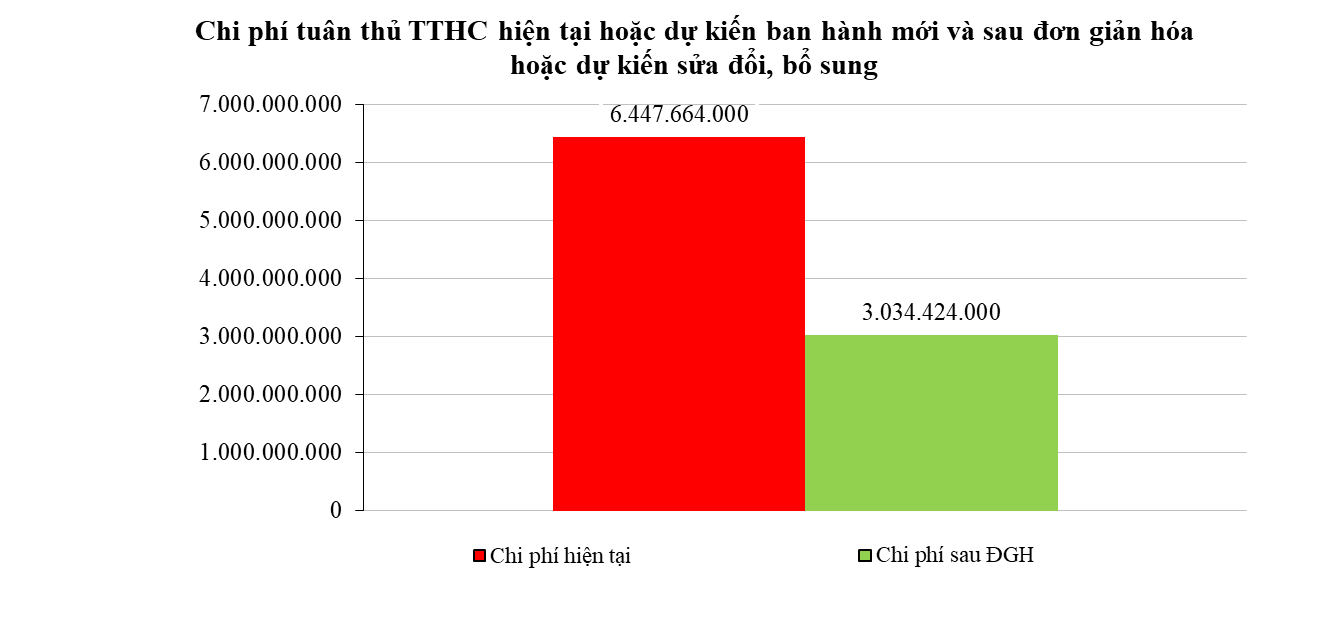 Chi phí tuân thủ TTHC hiện tại hoặc dự kiến ban hành mới và sau đơn giản hóa
hoặc dự kiến sửa đổi, bổ sung
7.000.000.000
6.447.664.000
6.000.000.000
5.000.000.000
4.000.000.000
3.034.424.000
3.000.000.000
2.000.000.000
1.000.000.000
0
Chi phí hiện tại
Chi phí sau ĐGH